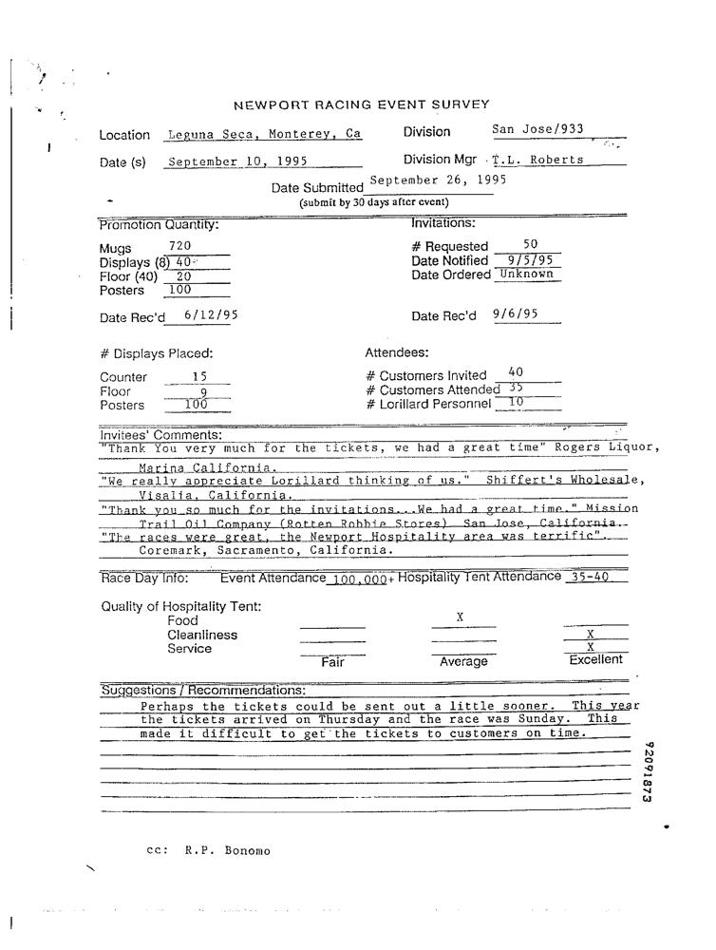 NEWPORT RACING EVENT SURVEY
Location Leguna Seca, Monterey, Ca Division San Jose/933
Date (s) September 10, 1995 Division Mgr T.L. Roberts
Date Submitted September 26, 1995
(submit by 30 days after event)
Promotion Quantity: Invitations:
Mugs 720 # Requested 50
Displays (8) 40 Date Notified 9/5/95
Floor (40) 20 Date Ordered Unknown
Posters 100
Date Rec'd 6/12/95 Date Rec'd 9/6/95
# Displays Placed: Attendees:
Counter 15 # Customers Invited 40
Floor 9 # Customers Attended 35
Posters 100 # Lorillard Personnel 10
Invitees' Comments:
"Thank You very much for the tickets, we had a great time" Rogers Liquor,
Marina California.
"We really appreciate Lorillard thinking of us." Shiffert's Wholesale,
Visalia, California.
"Thank you so much for the invitations...We had a great time." Mission
Trail Oil Company (Rotten Robbie Stores) San Jose, California.
"The races were great, the Newport Hospitality area was terrific".
Coremark, Sacramento, California.
Race Day Info: Event Attendance 100,000+ Hospitality Tent Attendance 35-40
Quality of Hospitality Tent:
Food X
Cleanliness X
Service X
Fair Average Excellent
Suggestions / Recommendations:
Perhaps the tickets could be sent out a little sooner. This year
the tickets arrived on Thursday and the race was Sunday. This
made it difficult to get the tickets to customers on time.
92091873
cc: R.P. Bonomo